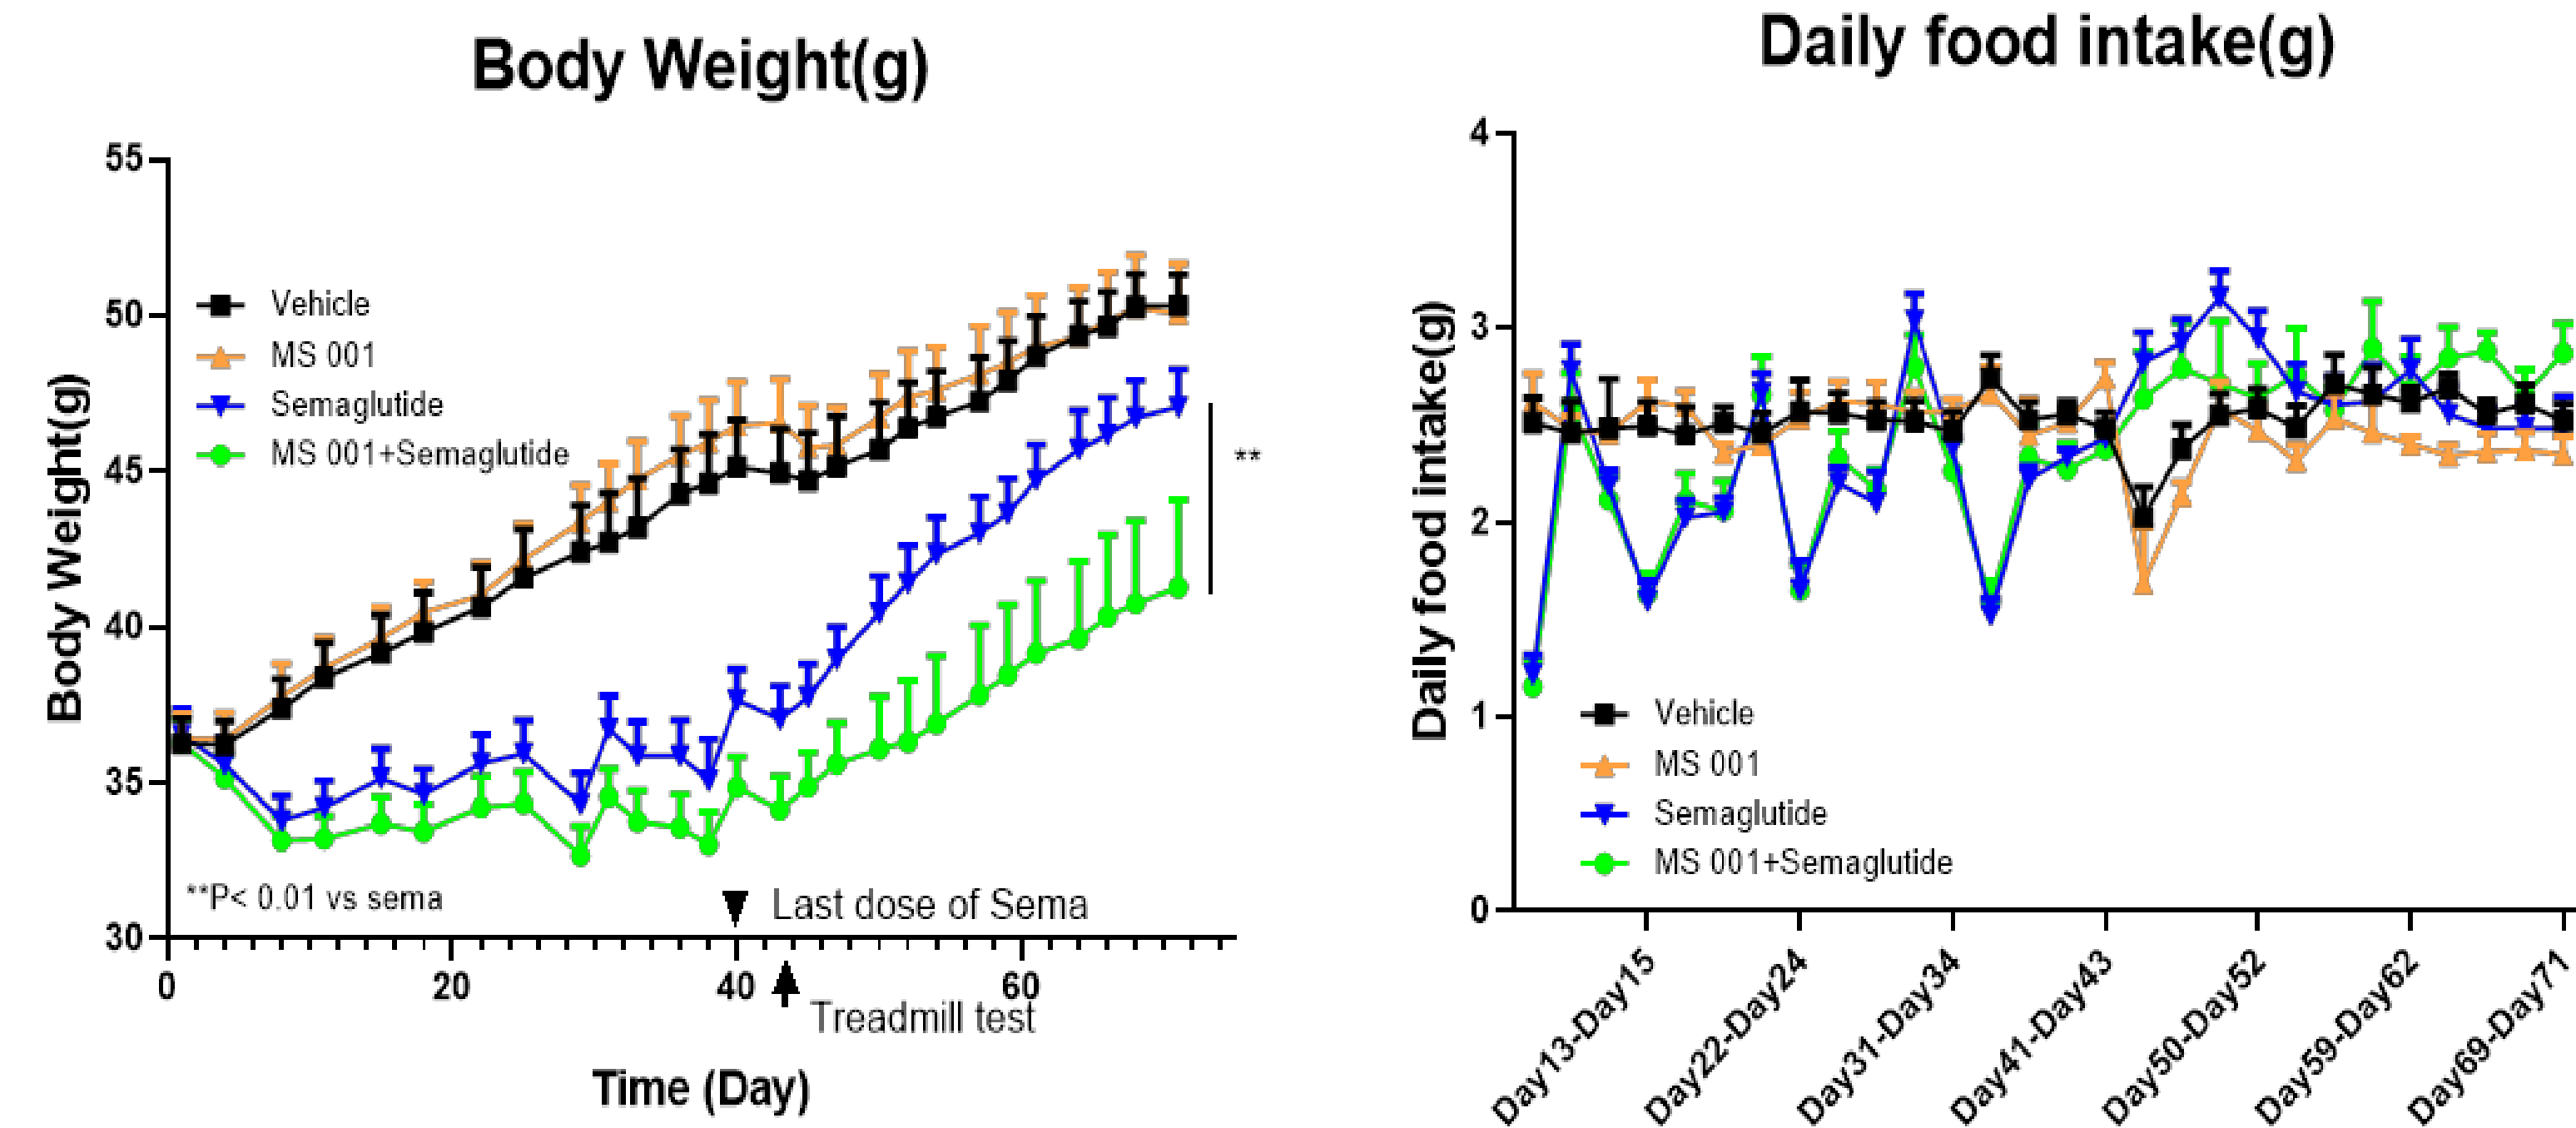 Body Weight(g)
Body Weight(g)
55
50
45
40
35
30
Vehicle
MS 001
Semaglutide
MS 001+Semaglutide
**
**P< 0.01 vs sema
Last dose of Sema
0
20
40
60
Treadmill test
Time (Day)
Daily food intake(g)
Daily food intake(g)
4
3
2
1
0
Vehicle
MS 001
Semaglutide
MS 001+Semaglutide
Day13-Day15
Day22-Day24
Day31-Day34
Day41-Day43
Day50-Day52
Day59-Day62
Day69-Day71